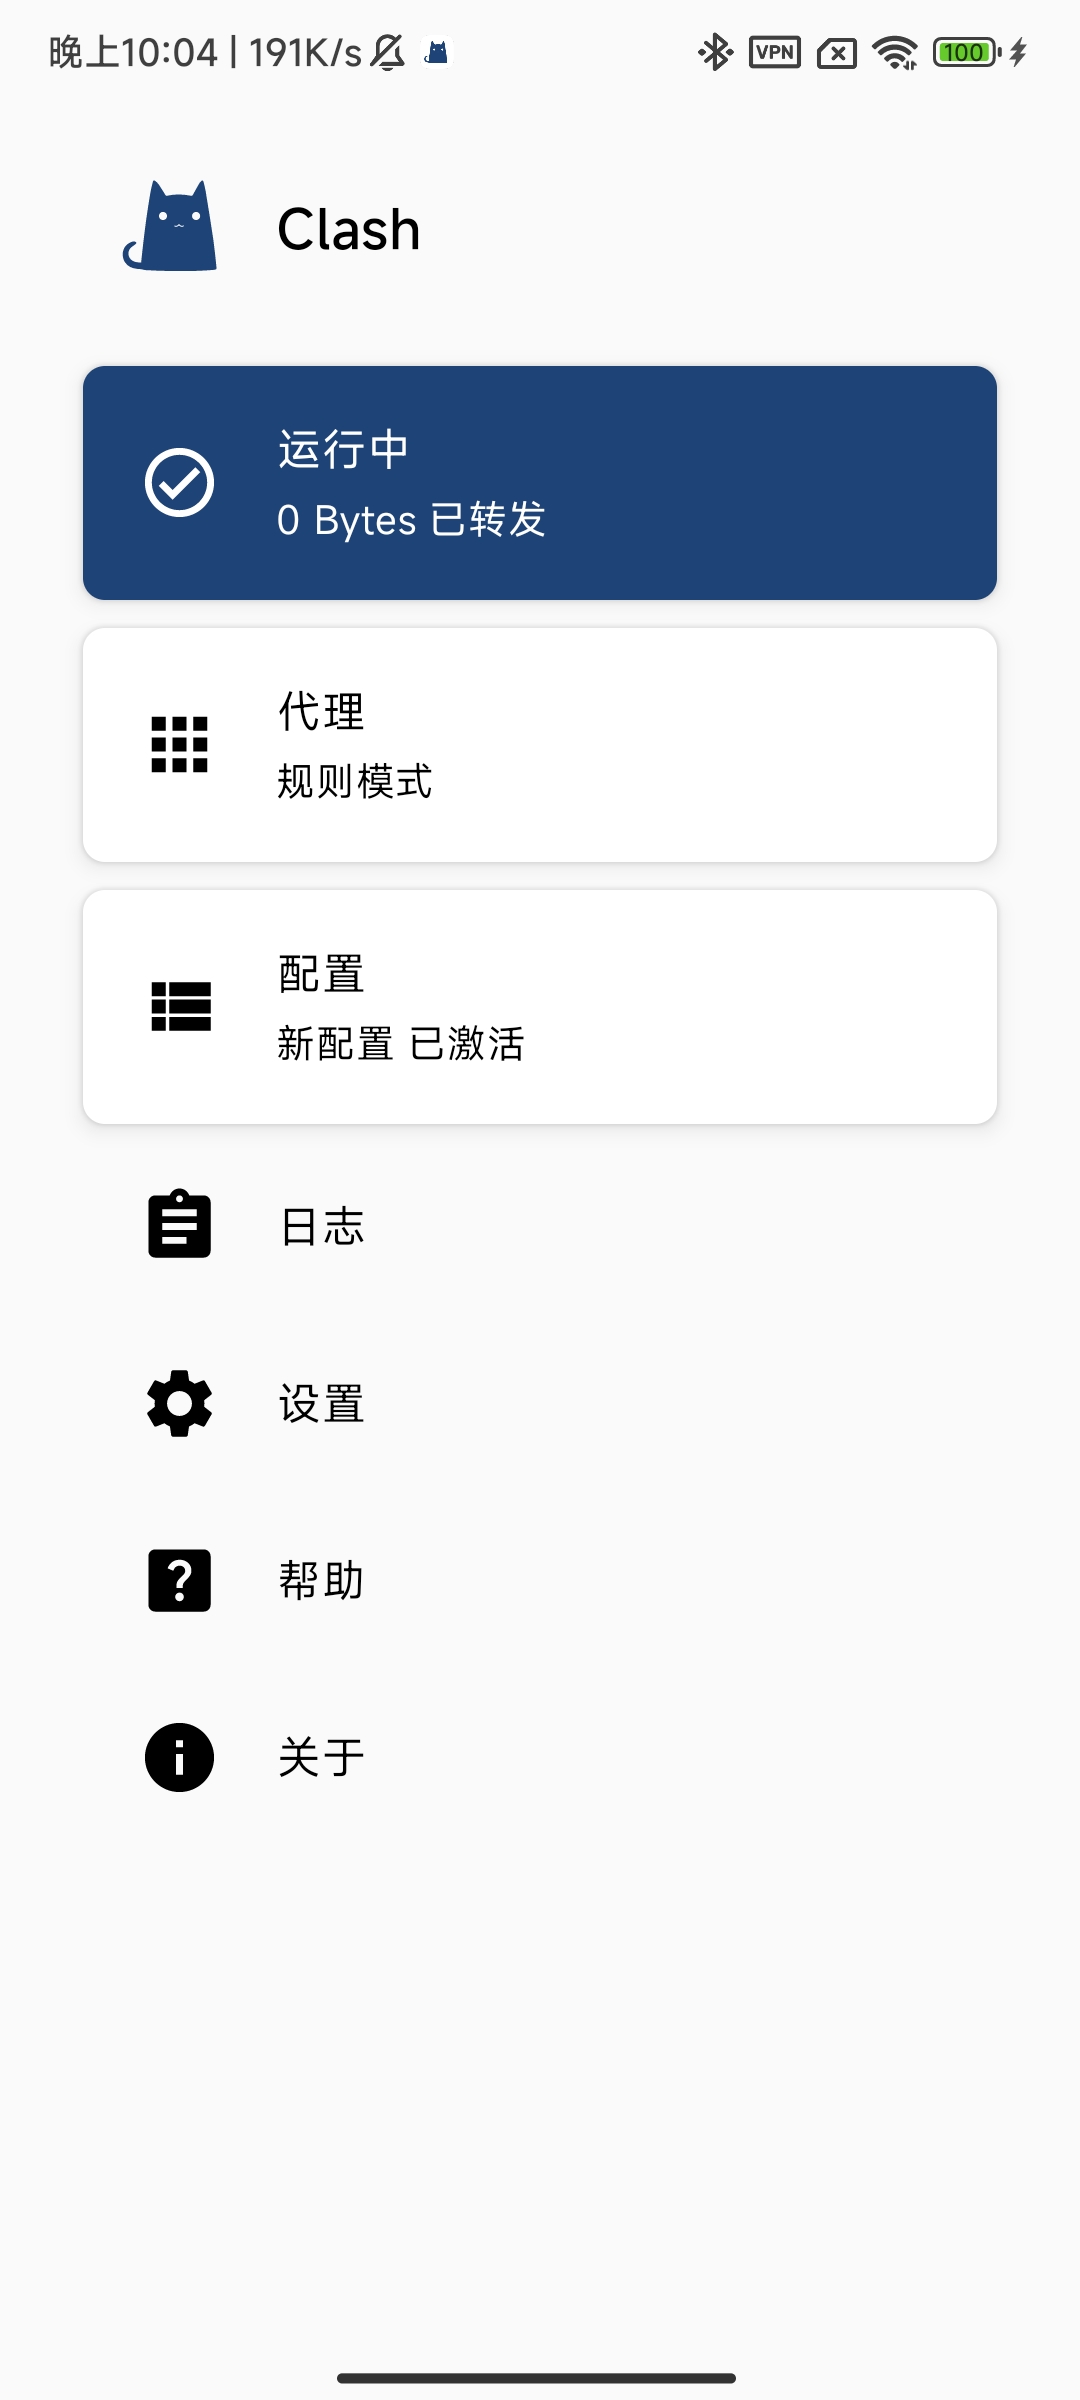 晚上10:04 | 191K/s
VPN
100
Clash
运行中
0 Bytes 已转发
代理
规则模式
配置
新配置 已激活
日志
设置
帮助
关于